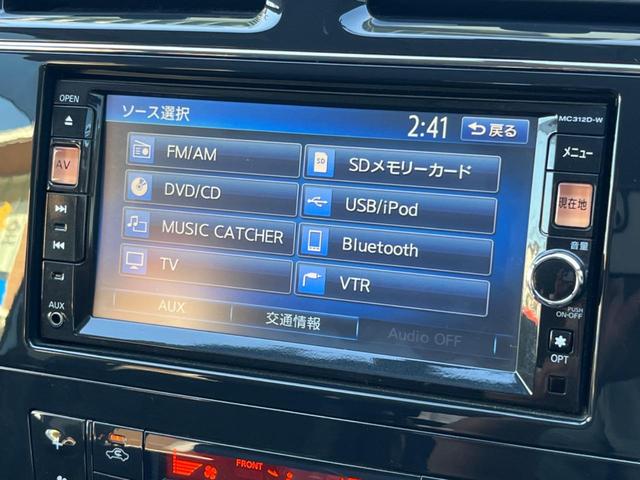 OPEN
AV
AUX
ソース選択
2:41
戻る
FM/AM
SDメモリーカード
DVD/CD
USB/iPod
MUSIC CATCHER
Bluetooth
TV
VTR
AUX
交通情報
Audio OFF
MC312D-W
メニュー
現在地
音量
PUSH
ON·OFF
OPT
FRONT